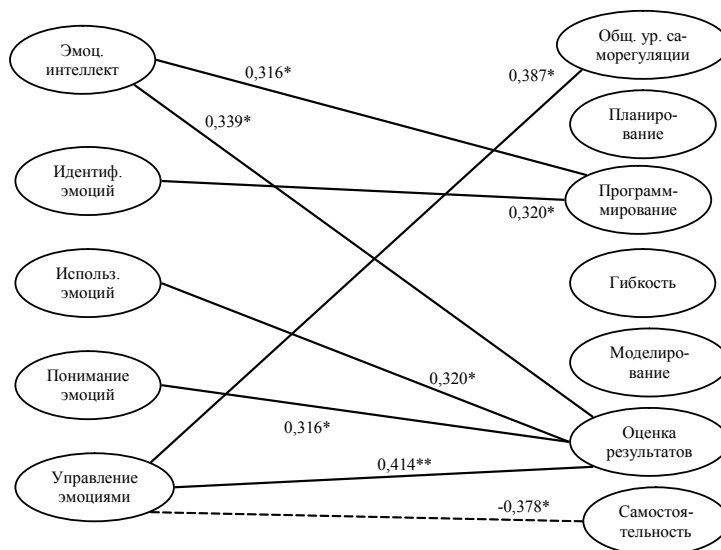 Эмоц.
интеллект
Идентиф.
эмоций
Использ.
эмоций
Понимание
эмоций
Управление
эмоциями
0,316*
0,339*
0,387*
0,320*
0,320*
0,316*
0,414**
-0,378*
Общ. ур. са-
морегуляции
Планиро-
вание
Программ-
мирование
Гибкость
Моделиро-
вание
Оценка
результатов
Самостоя-
тельность